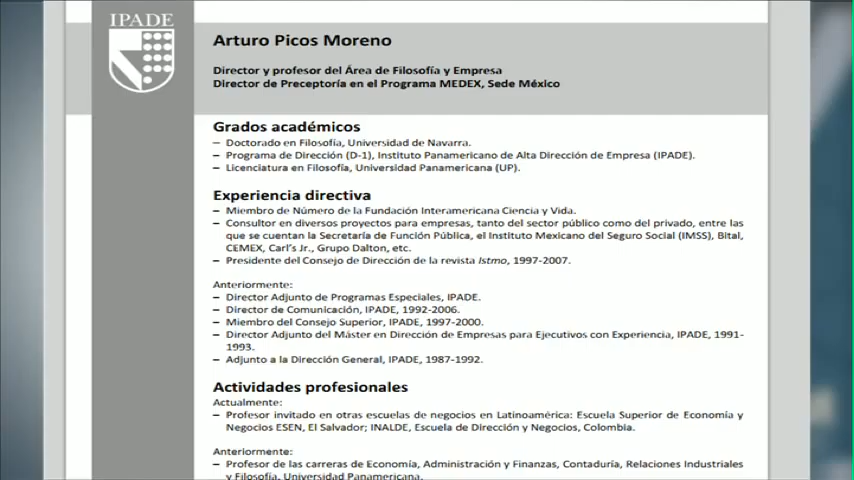 IPADE
Arturo Picos Moreno
Director y profesor del Área de Filosofía y Empresa
Director de Preceptoría en el Programa MEDEX, Sede México
Grados académicos
– Doctorado en Filosofía, Universidad de Navarra.
– Programa de Dirección (D-1), Instituto Panamericano de Alta Dirección de Empresa (IPADE).
– Licenciatura en Filosofía, Universidad Panamericana (UP).
Experiencia directiva
– Miembro de Número de la Fundación Interamericana Ciencia y Vida.
– Consultor en diversos proyectos para empresas, tanto del sector público como del privado, entre las
que se cuentan la Secretaría de Función Pública, el Instituto Mexicano del Seguro Social (IMSS), Bital,
CEMEX, Carl's Jr., Grupo Dalton, etc.
– Presidente del Consejo de Dirección de la revista Istmo, 1997-2007.
Anteriormente:
– Director Adjunto de Programas Especiales, IPADE.
– Director de Comunicación, IPADE, 1992-2006.
– Miembro del Consejo Superior, IPADE, 1997-2000.
– Director Adjunto del Máster en Dirección de Empresas para Ejecutivos con Experiencia, IPADE, 1991-
1993.
– Adjunto a la Dirección General, IPADE, 1987-1992.
Actividades profesionales
Actualmente:
– Profesor invitado en otras escuelas de negocios en Latinoamérica: Escuela Superior de Economía y
Negocios ESEN, El Salvador; INALDE, Escuela de Dirección y Negocios, Colombia.
Anteriormente:
– Profesor de las carreras de Economía, Administración y Finanzas, Contaduría, Relaciones Industriales
y Filosofía, Universidad Panamericana.